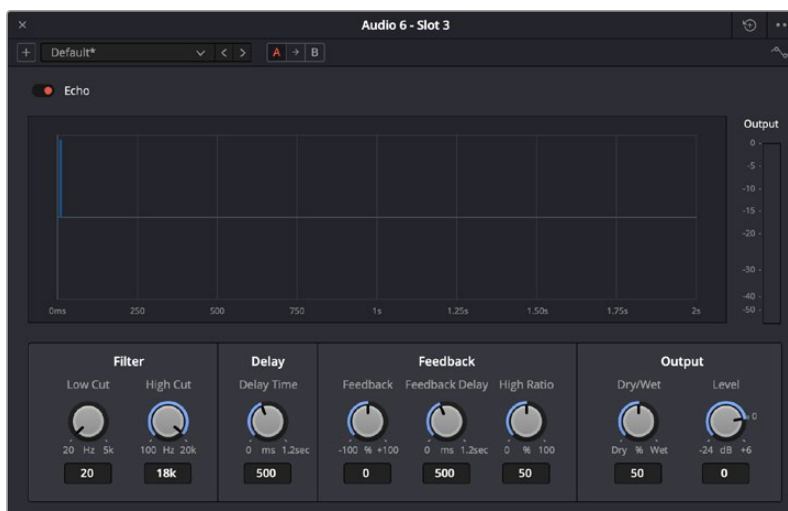 Audio 6 - Slot 3
Default*
A B
Echo
Output
0
-5
-10
-15
-20
-30
-40
-50
0ms 250 500 750 1s 1.25s 1.50s 1.75s 2s
Filter Delay Feedback Output
Low Cut High Cut Delay Time Feedback Feedback Delay High Ratio Dry/Wet Level
0
20 Hz 5k 100 Hz 20k 0 ms 1.2sec -100 % +100 0 ms 1.2sec 0 % 100 Dry % Wet -24 dB +6
20 18k 500 0 500 50 50 0